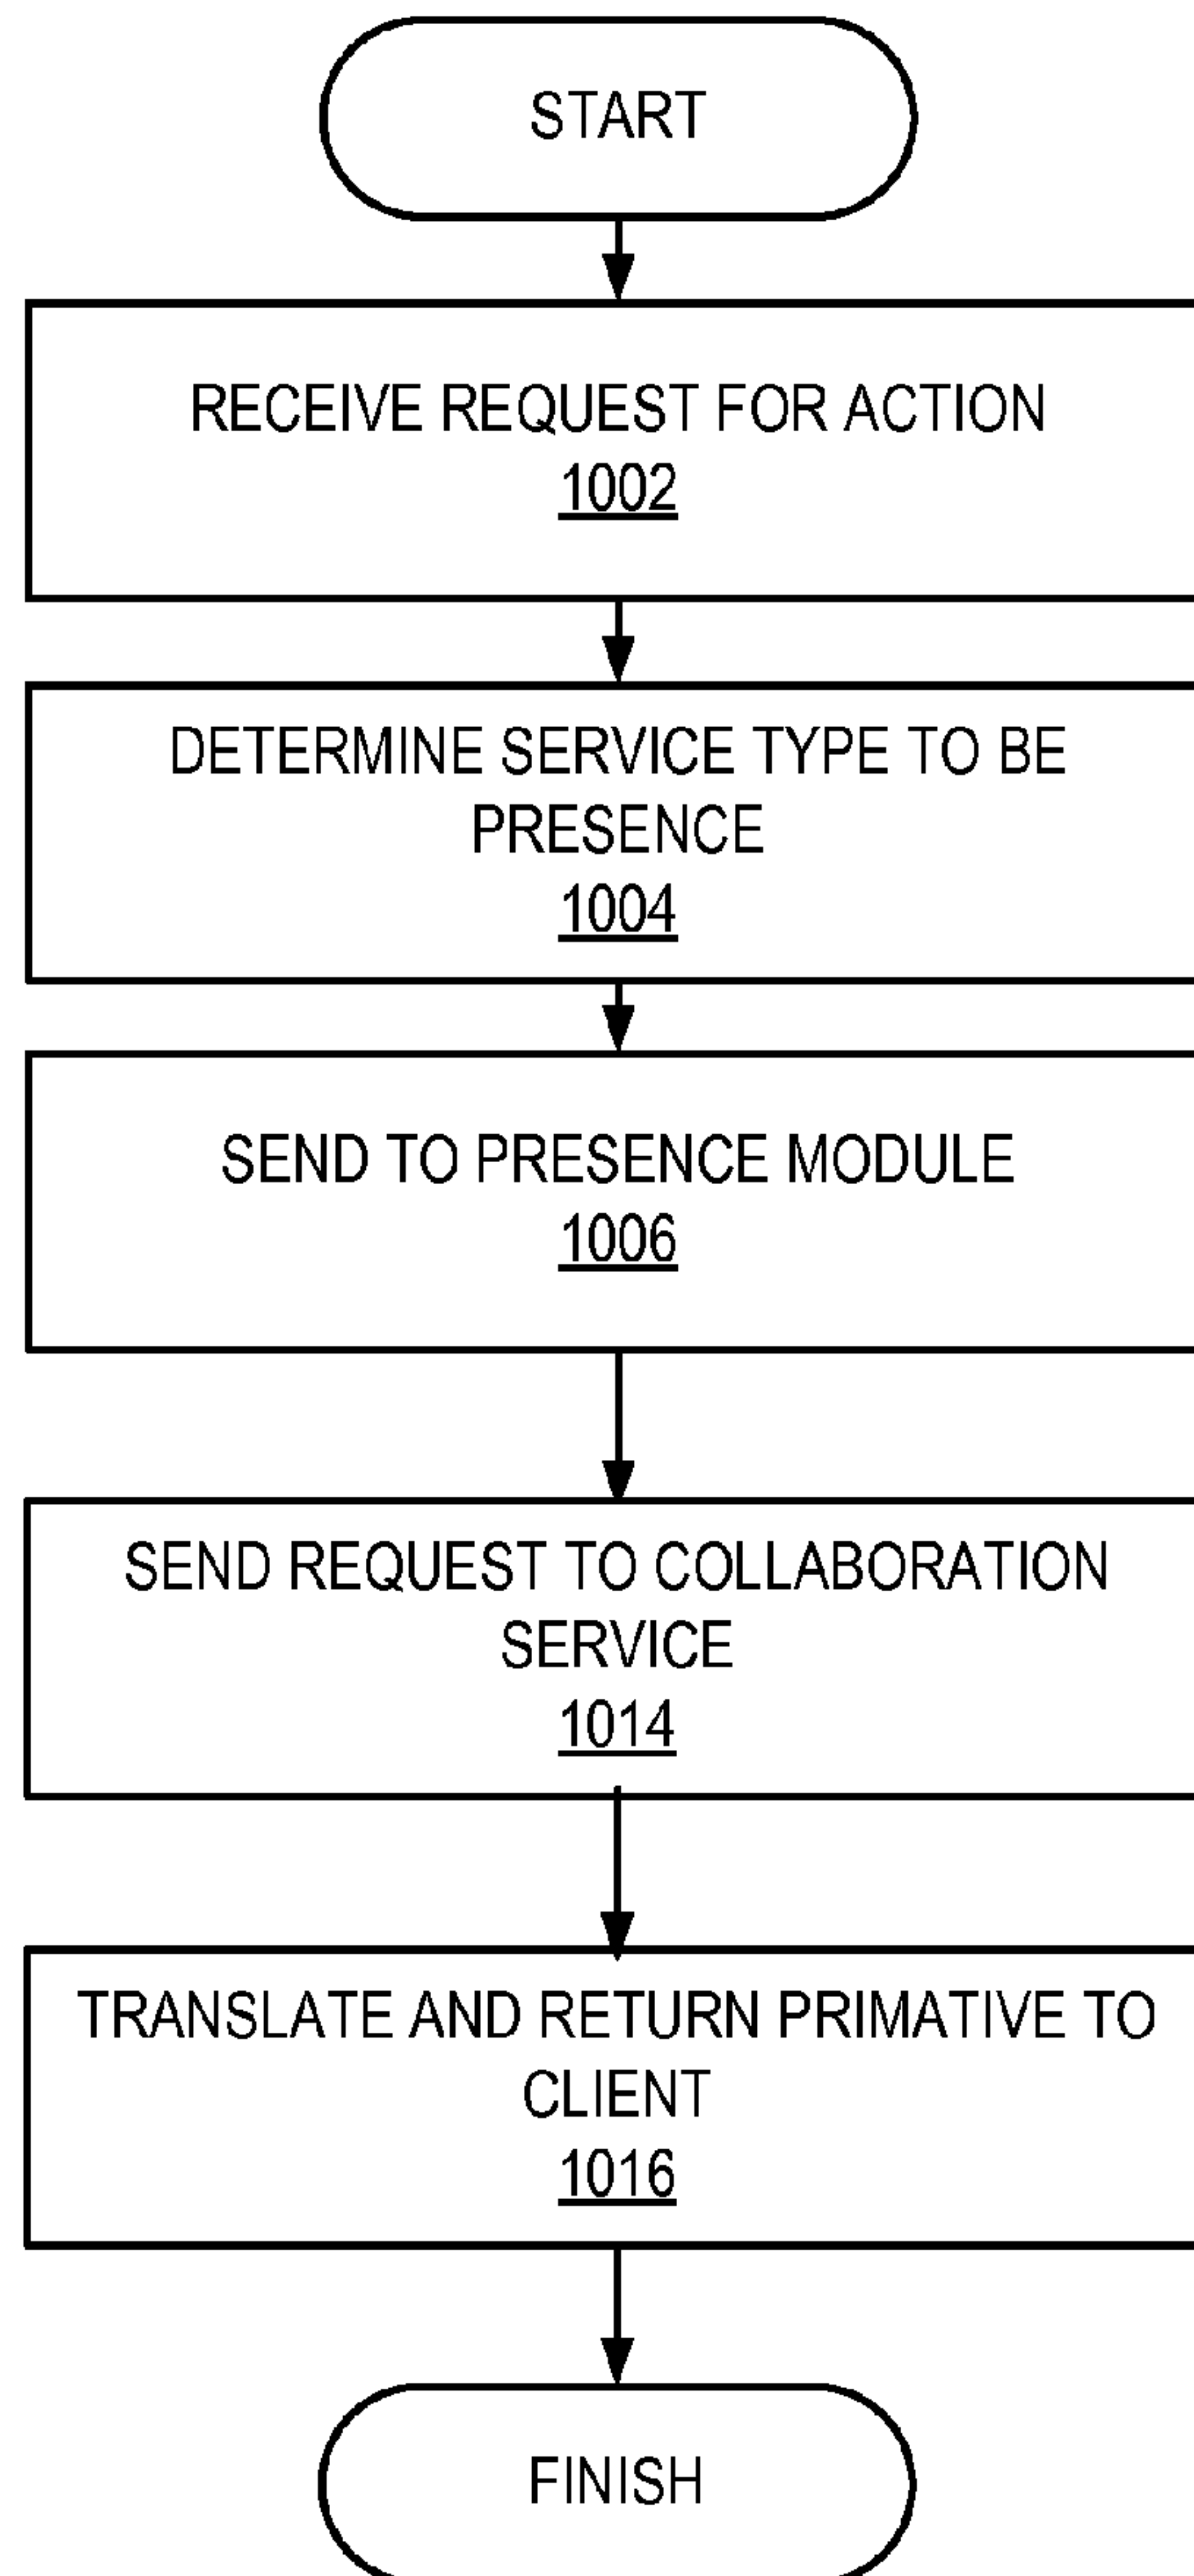 START
RECEIVE REQUEST FOR ACTION
1002
DETERMINE SERVICE TYPE TO BE
PRESENCE
1004
SEND TO PRESENCE MODULE
1006
SEND REQUEST TO COLLABORATION
SERVICE
1014
TRANSLATE AND RETURN PRIMATIVE TO
CLIENT
1016
FINISH